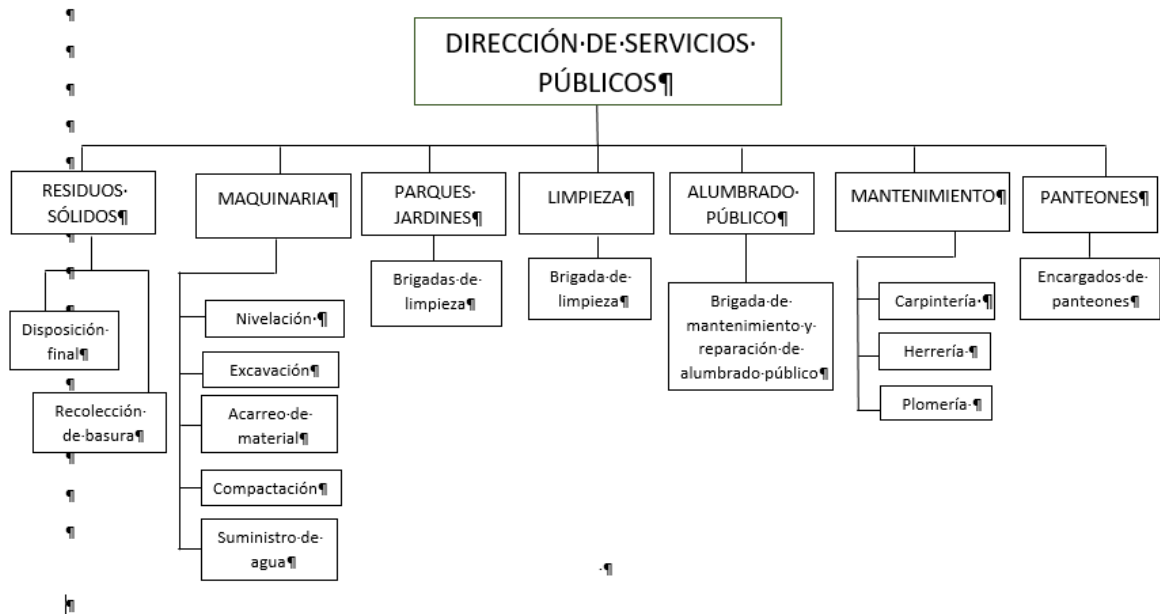 DIRECCIÓN·DE·SERVICIOS·
PÚBLICOS¶
RESIDUOS·
SÓLIDOS¶
MAQUINARIA¶
PARQUES·
JARDINES¶
LIMPIEZA¶
ALUMBRADO·
PÚBLICO¶
MANTENIMIENTO¶
PANTEONES¶
Disposición·
final¶
Recolección·
de·basura¶
Nivelación·¶
Excavación¶
Acarreo·de·
material¶
Compactación¶
Suministro·de·
agua¶
Brigadas·de·
limpieza¶
Brigada·de·
limpieza¶
Brigada·de·
mantenimiento·y·
reparación·de·
alumbrado·público¶
Carpintería·¶
Herrería·¶
Plomería·¶
Encargados·de·
panteones¶